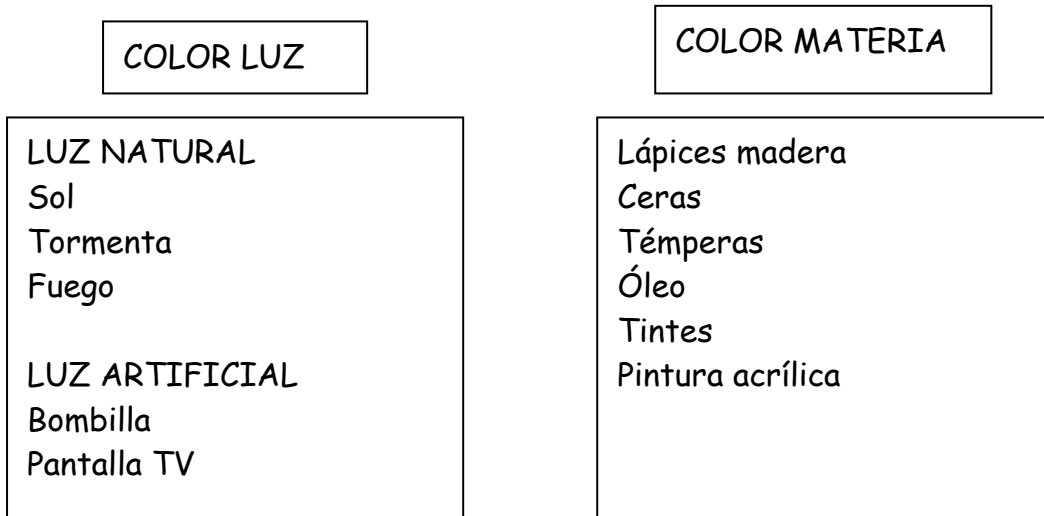 COLOR LUZ
COLOR MATERIA
LUZ NATURAL
Sol
Tormenta
Fuego
LUZ ARTIFICIAL
Bombilla
Pantalla TV
Lápices madera
Ceras
Témperas
Óleo
Tintes
Pintura acrílica